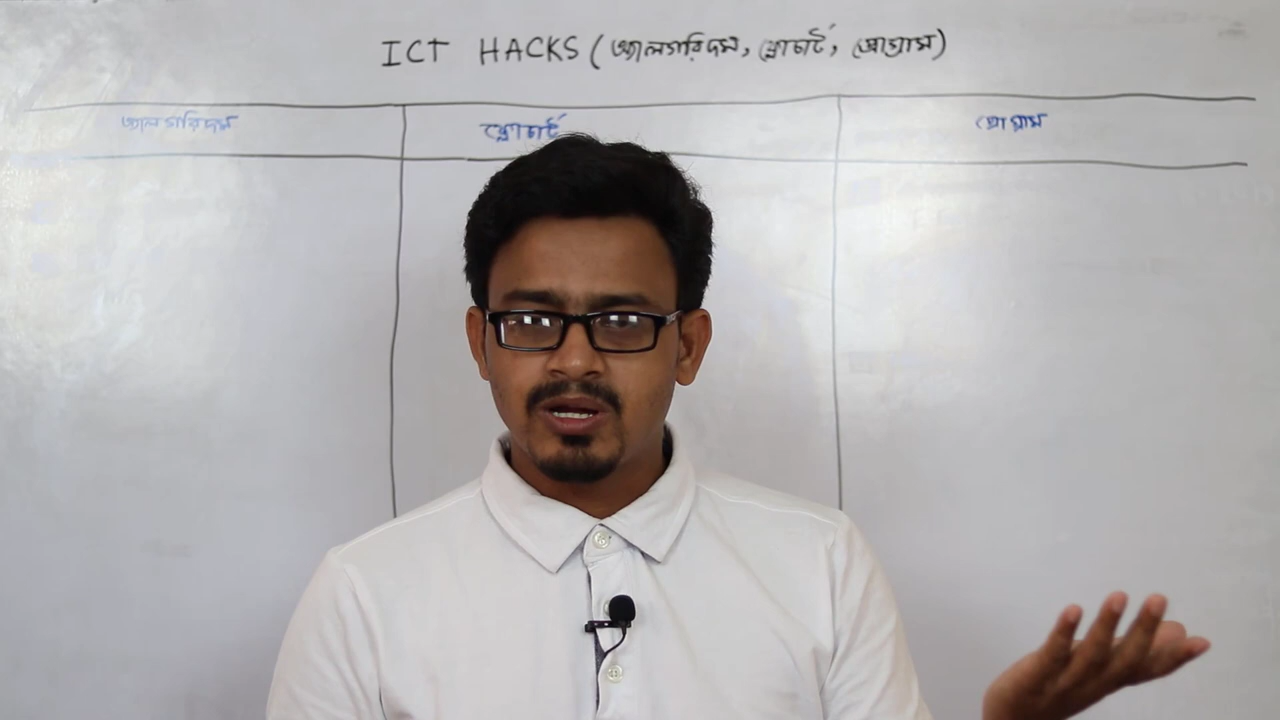 ICT HACKS (অ্যালগরিদম, ফ্লোচার্ট, প্রোগ্রাম)
অ্যালগরিদম ফ্লোচার্ট প্রোগ্রাম